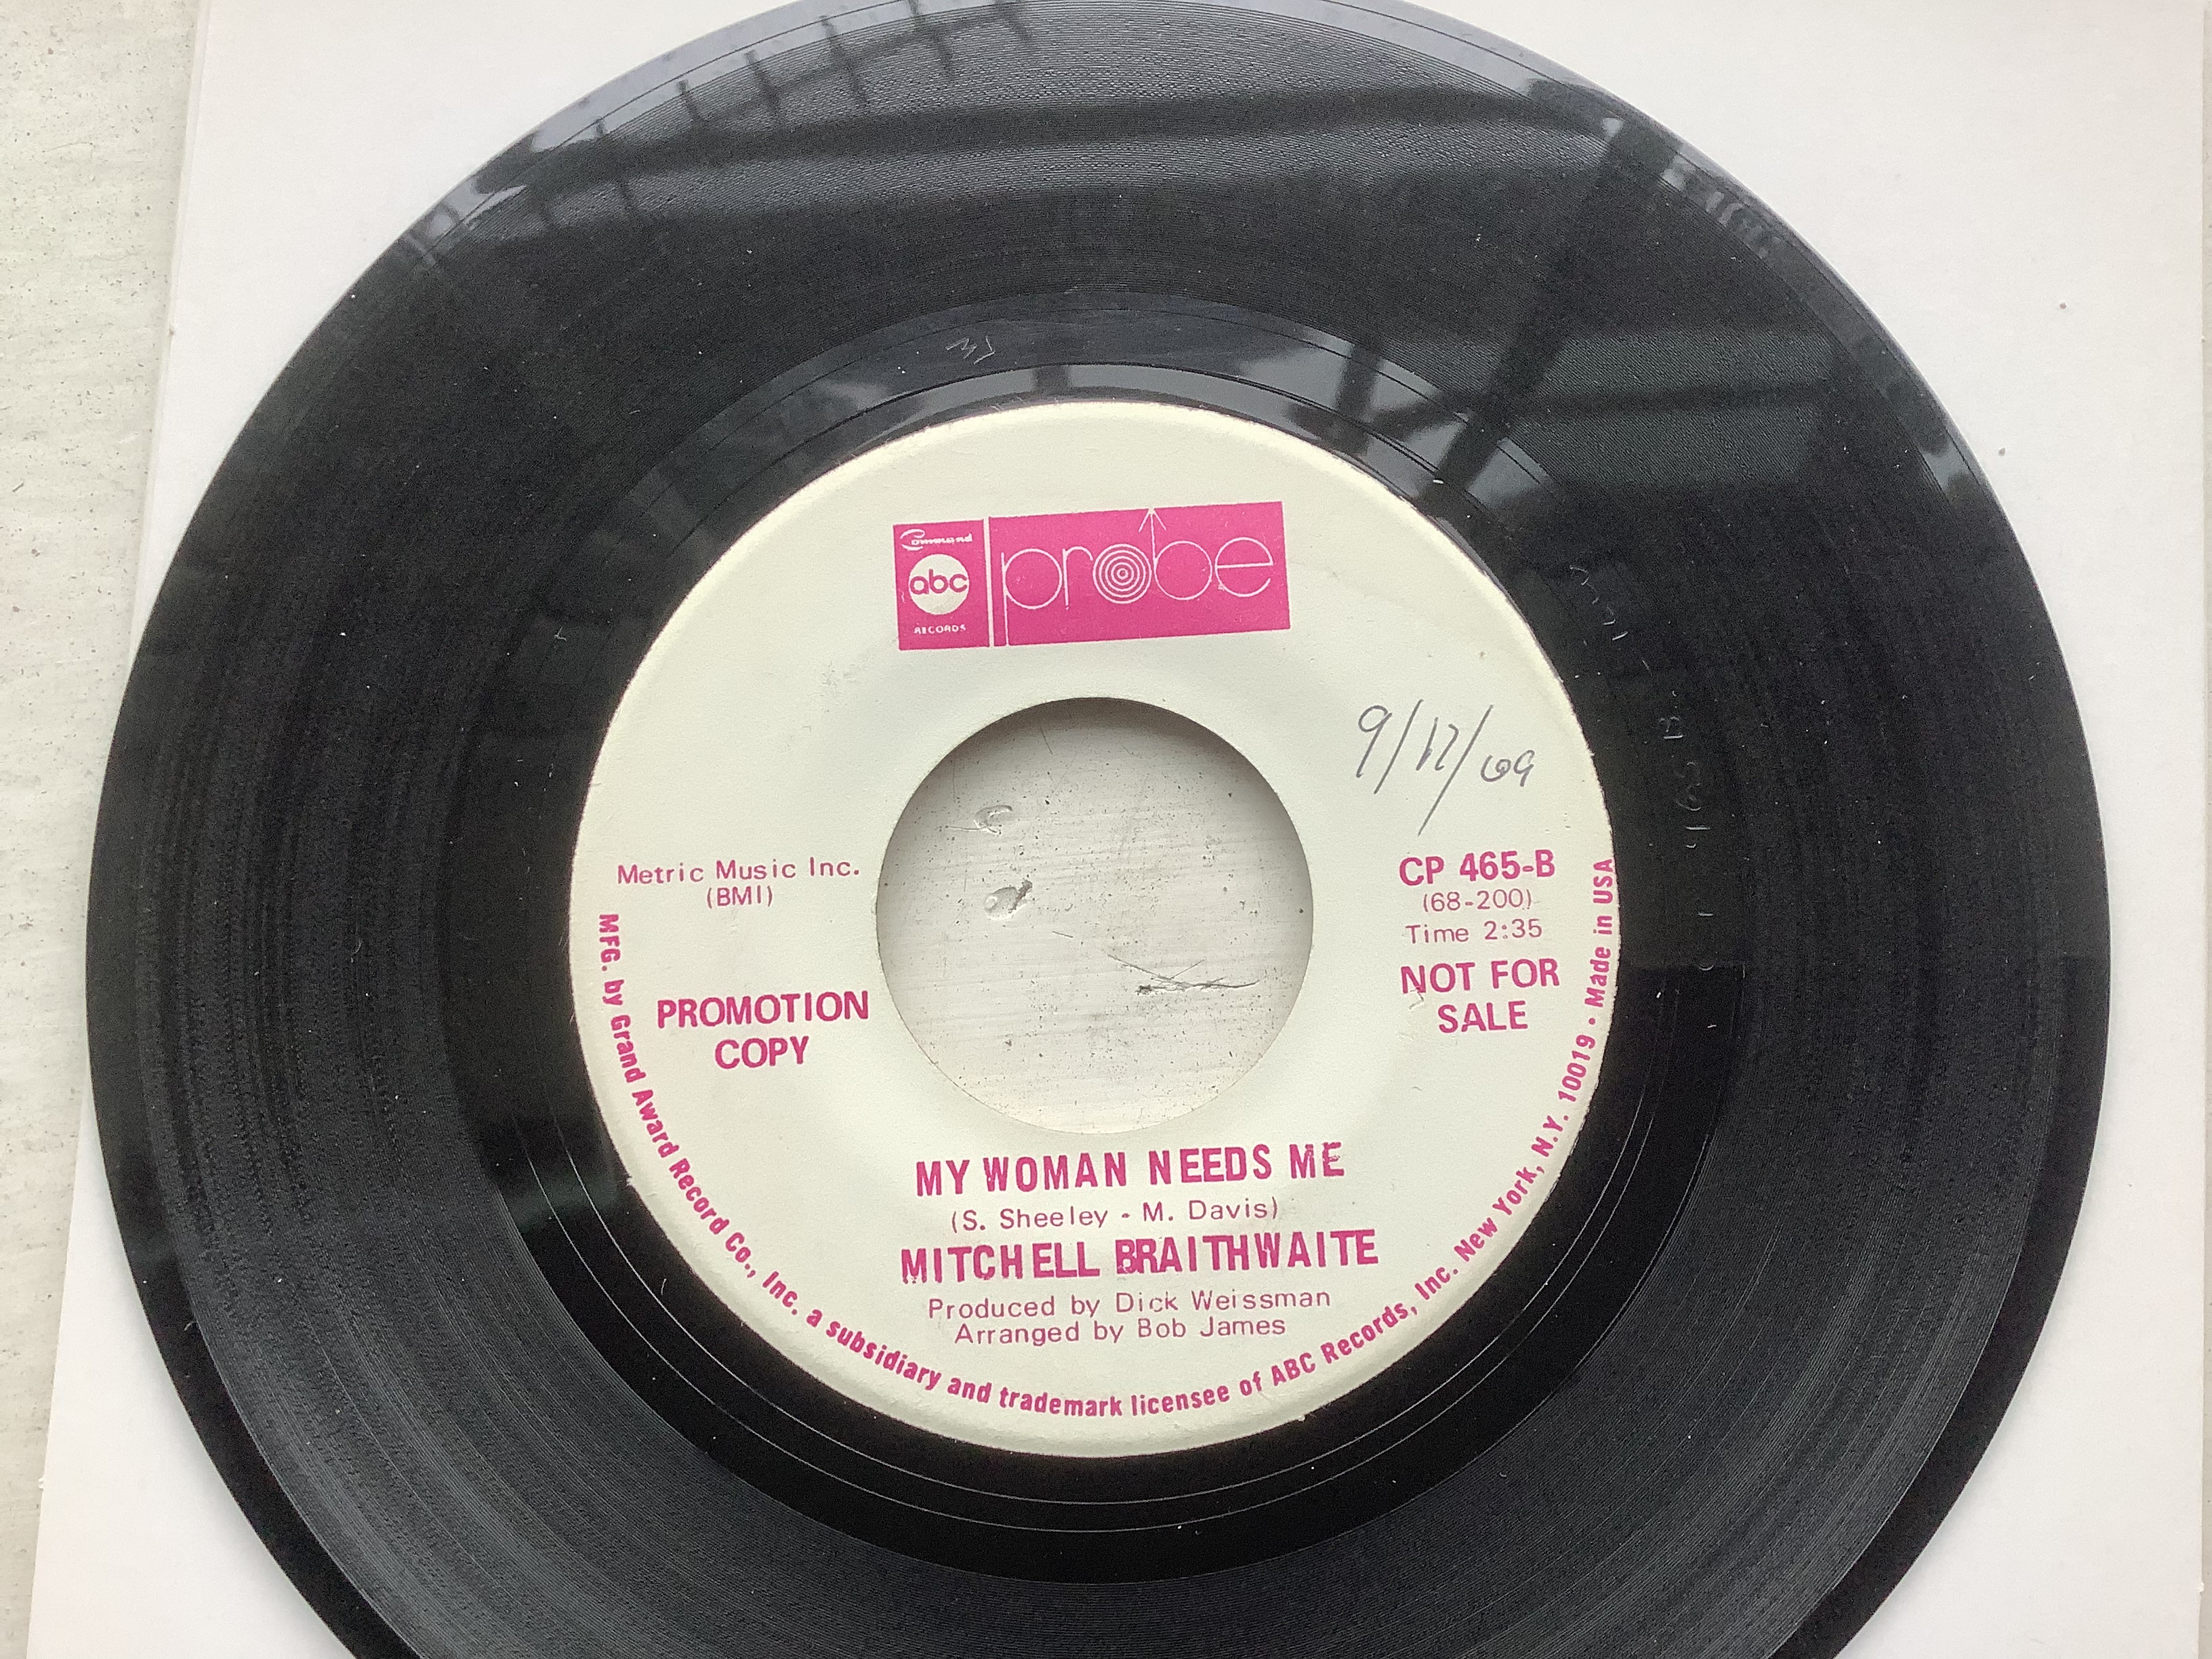 Command
abc
RECORDS
probe
9/12/69
Metric Music Inc.
(BMI)
CP 465-B
(68-200)
Time 2:35
PROMOTION
COPY
NOT FOR
SALE
MY WOMAN NEEDS ME
(S. Sheeley - M. Davis)
MITCHELL BRAITHWAITE
Produced by Dick Weissman
Arranged by Bob James
MFG. by Grand Award Record Co., Inc. a subsidiary and trademark licensee of ABC Records, Inc. New York, N.Y. 10019 • Made in USA